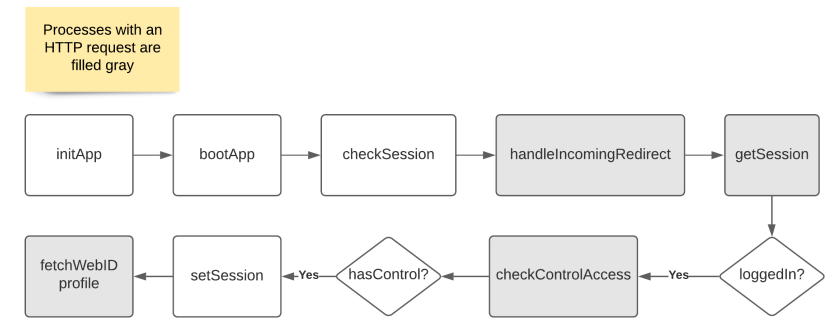 Processes with an
HTTP request are
filled gray
initApp
bootApp
checkSession
handleIncomingRedirect
getSession
fetchWebID
profile
setSession
Yes
hasControl?
checkControlAccess
Yes
loggedIn?